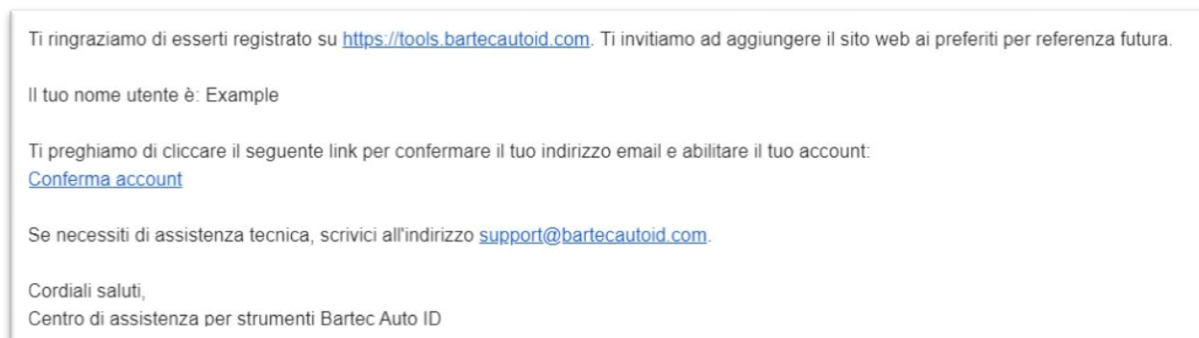 Ti ringraziamo di esserti registrato su https://tools.bartecautoid.com. Ti invitiamo ad aggiungere il sito web ai preferiti per referenza futura.
Il tuo nome utente è: Example
Ti preghiamo di cliccare il seguente link per confermare il tuo indirizzo email e abilitare il tuo account:
Conferma account
Se necessiti di assistenza tecnica, scrivici all'indirizzo support@bartecautoid.com.
Cordiali saluti,
Centro di assistenza per strumenti Bartec Auto ID